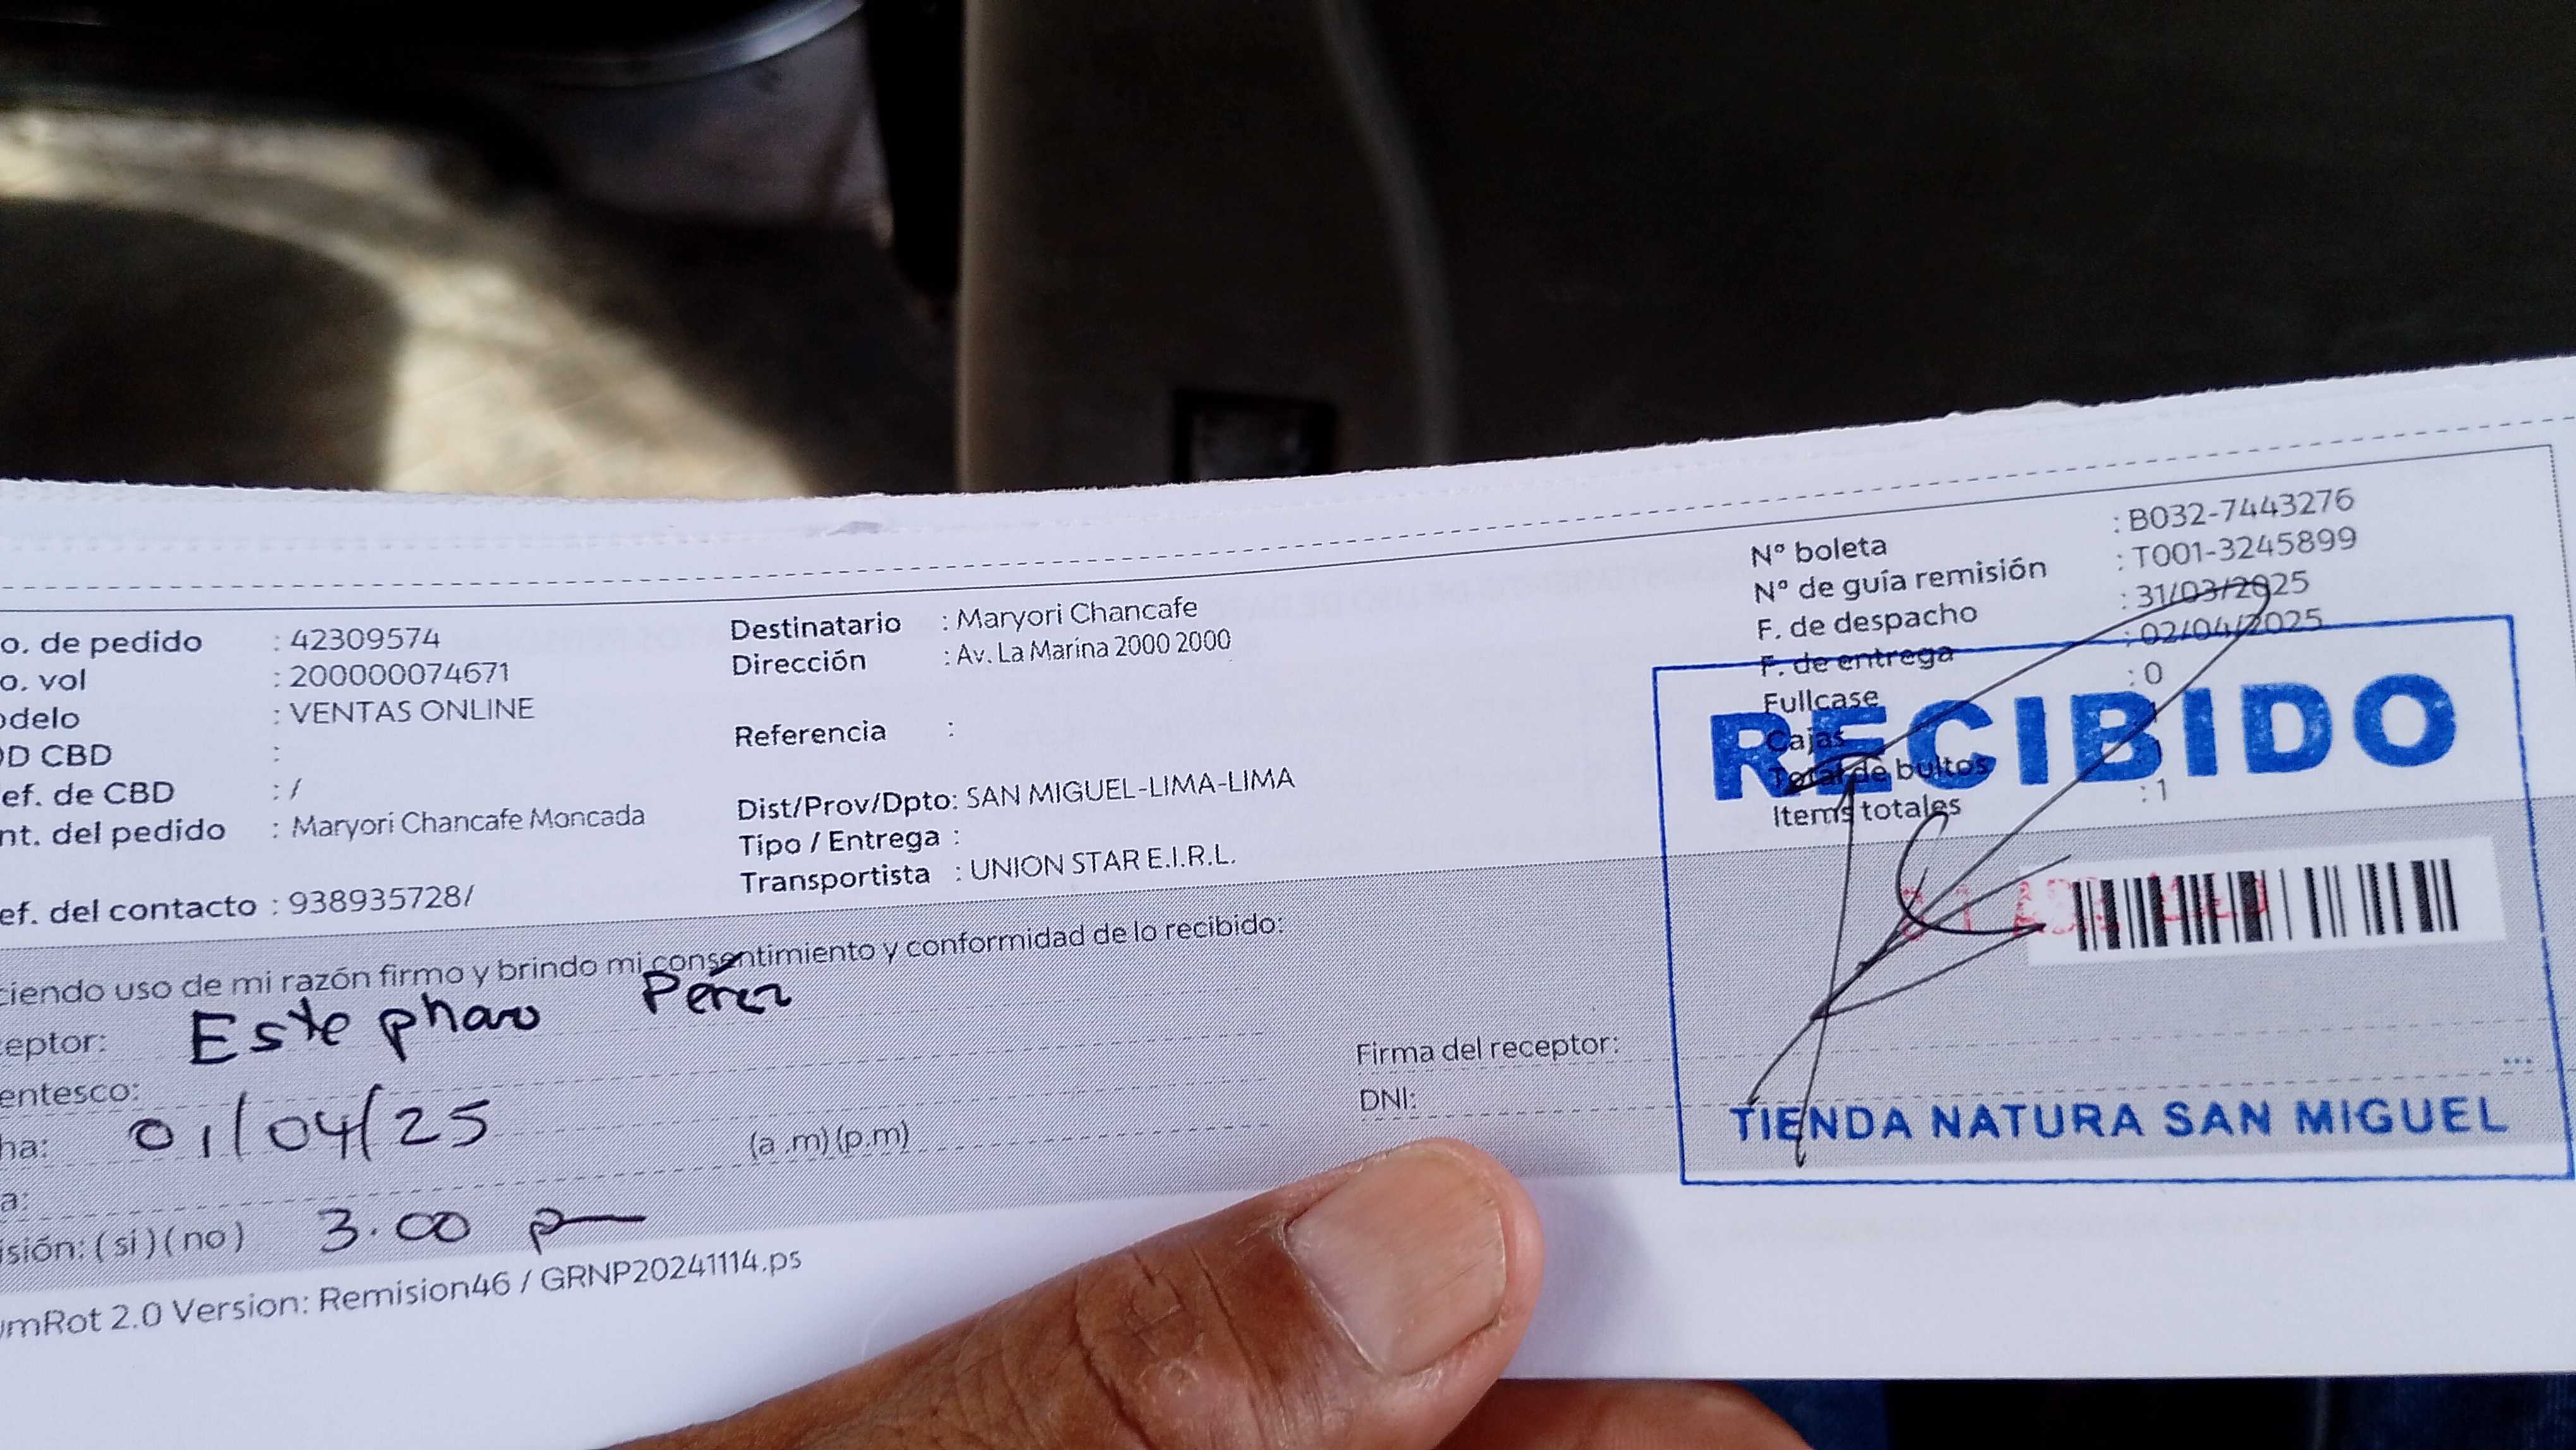 o. de pedido : 42309574
o. vol : 200000074671
odelo : VENTAS ONLINE
OD CBD :
ef. de CBD : /
nt. del pedido : Maryori Chancafe Moncada
ef. del contacto : 938935728/
Destinatario : Maryori Chancafe
Dirección : Av. La Marina 2000 2000
Referencia :
Dist/Prov/Dpto: SAN MIGUEL-LIMA-LIMA
Tipo / Entrega :
Transportista : UNION STAR E.I.R.L.
N° boleta : B032-7443276
N° de guía remisión : T001-3245899
F. de despacho : 31/03/2025
F. de entrega : 02/04/2025
Fullcase : 0
Cajas
Total de bultos
Items totales : 1
RECIBIDO
TIENDA NATURA SAN MIGUEL
ciendo uso de mi razón firmo y brindo mi consentimiento y conformidad de lo recibido:
eptor: Pérez
entesco:
ha: 01/04/25
a: (a .m) (p.m)
isión: ( si ) ( no ) 3.00
Firma del receptor:
DNI:
mRot 2.0 Version: Remision46 / GRNP20241114.ps